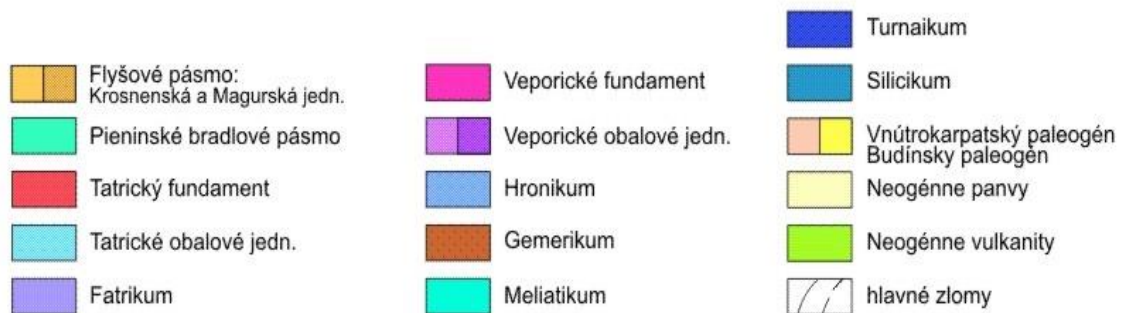 Flyšové pásmo:
Krosnenská a Magurská jedn.
Pieninské bradlové pásmo
Tatrický fundament
Tatrické obalové jedn.
Fatrikum
Veporické fundament
Veporické obalové jedn.
Hronikum
Gemerikum
Meliatikum
Turnaikum
Silicikum
Vnútrokarpatský paleogén
Budínsky paleogén
Neogénne panvy
Neogénne vulkanity
hlavné zlomy